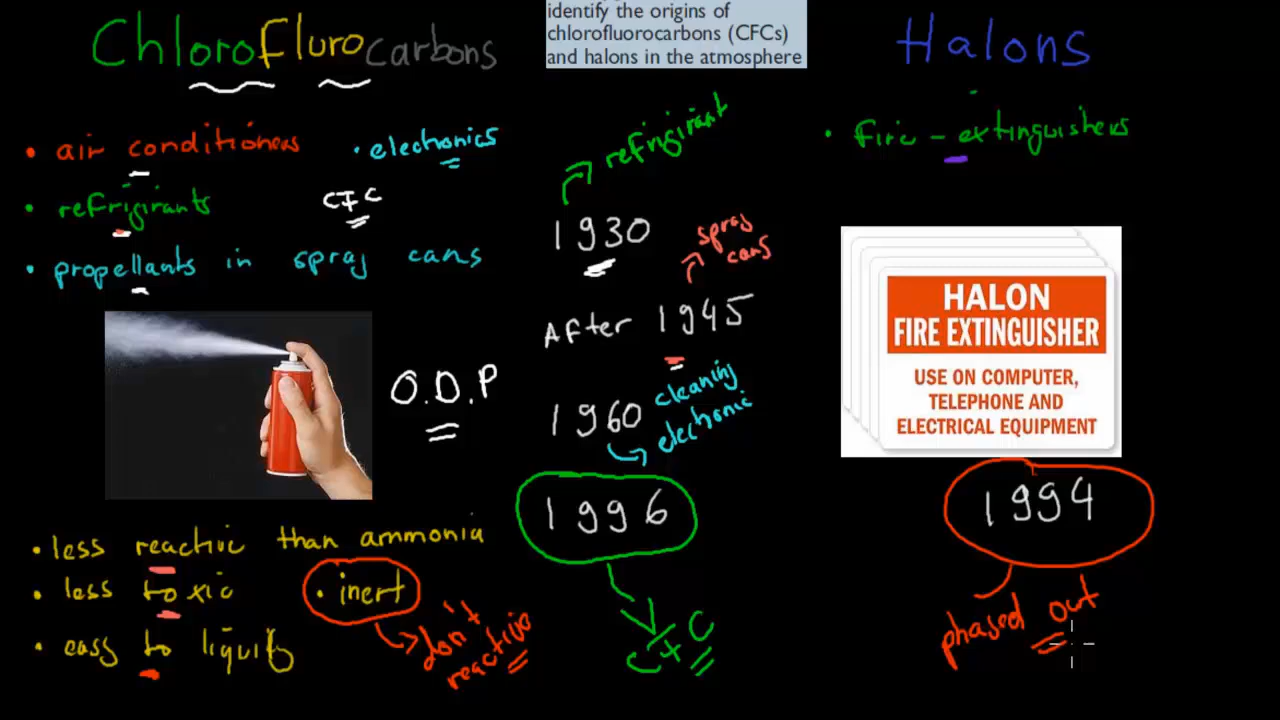 Chlorofluro carbons
identify the origins of
chlorofluorocarbons (CFCs)
and halons in the atmosphere
Halons
• air conditioners
• electronics
• refrigirants
CFC
• propellants in spray cans
O.D.P
• less reactive than ammonia
• less toxic
• inert
don't
reactive
• easy to liquify
refrigirant
1930
spray
cans
After 1945
1960
cleaning
electronic
1996
CFC
• fire-extinguishers
HALON
FIRE EXTINGUISHER
USE ON COMPUTER,
TELEPHONE AND
ELECTRICAL EQUIPMENT
1994
phased out